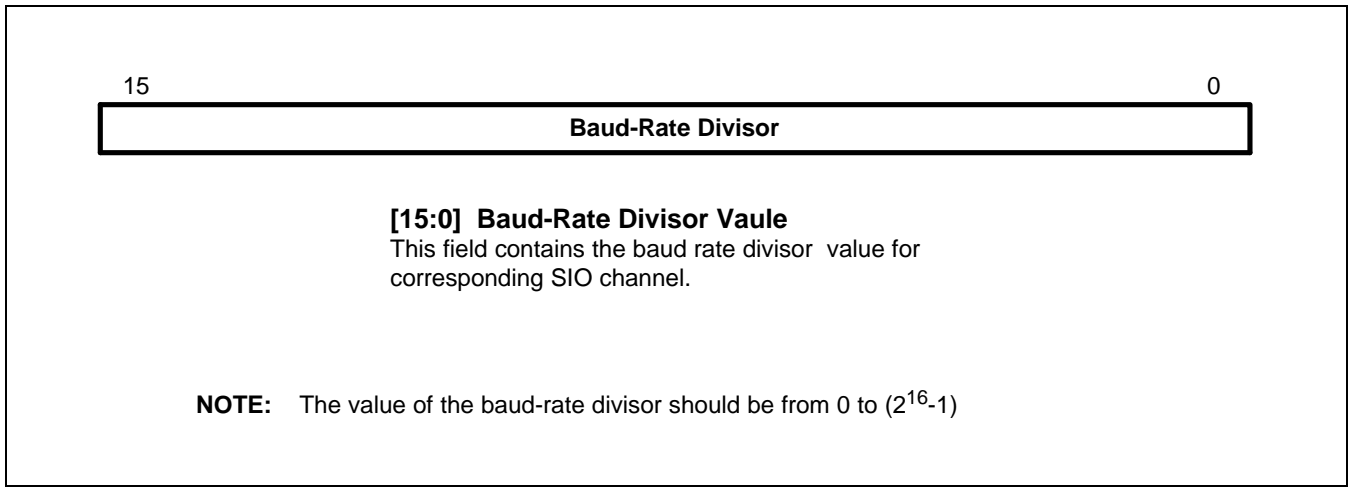 15 0
Baud-Rate Divisor
[15:0] Baud-Rate Divisor Vaule
This field contains the baud rate divisor value for
corresponding SIO channel.
NOTE: The value of the baud-rate divisor should be from 0 to (2^16-1)